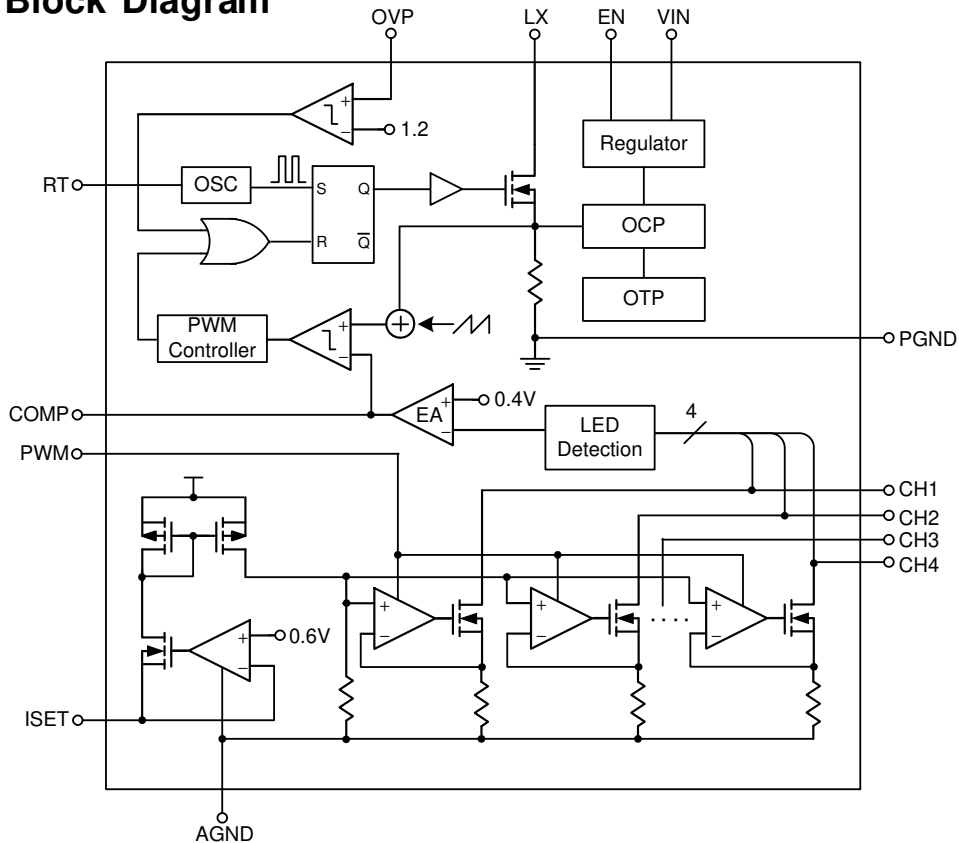 Block Diagram
OVP
LX
EN
VIN
+
−
1.2
Regulator
RT
OSC
S
Q
R
Q̅
OCP
OTP
PWM
Controller
+
−
+
PGND
COMP
EA
+
−
0.4V
LED
Detection
4
PWM
CH1
CH2
CH3
CH4
+
−
+
−
. . . .
+
−
+
−
0.6V
ISET
AGND